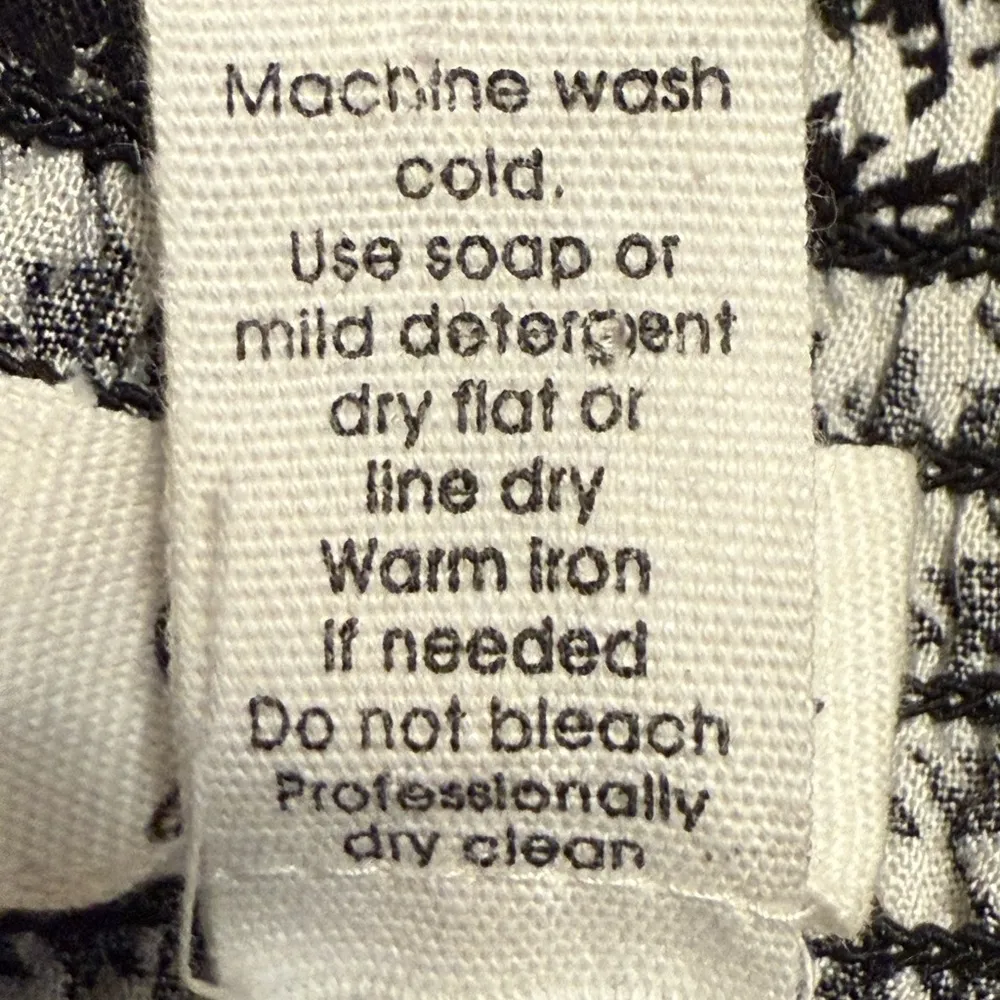 Machine wash
cold.
Use soap or
mild detergent
dry flat or
line dry
Warm iron
If needed
Do not bleach
Professionally
dry clean